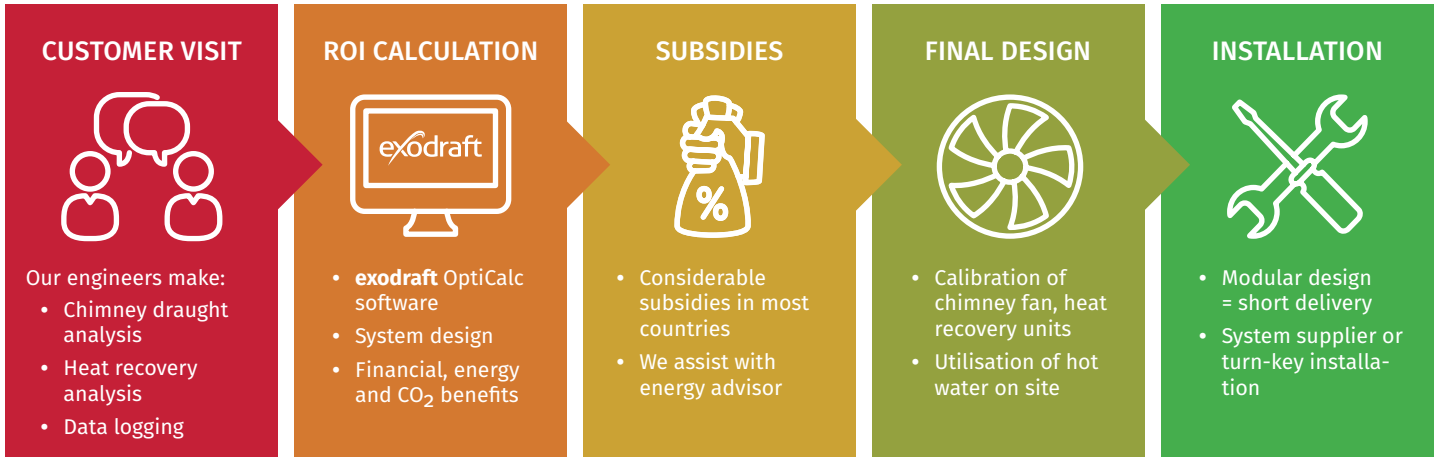 CUSTOMER VISIT
Our engineers make:
• Chimney draught
analysis
• Heat recovery
analysis
• Data logging
ROI CALCULATION
exodraft
• exodraft OptiCalc
software
• System design
• Financial, energy
and CO₂ benefits
SUBSIDIES
%
• Considerable
subsidies in most
countries
• We assist with
energy advisor
FINAL DESIGN
• Calibration of
chimney fan, heat
recovery units
• Utilisation of hot
water on site
INSTALLATION
• Modular design
= short delivery
• System supplier or
turn-key installa-
tion